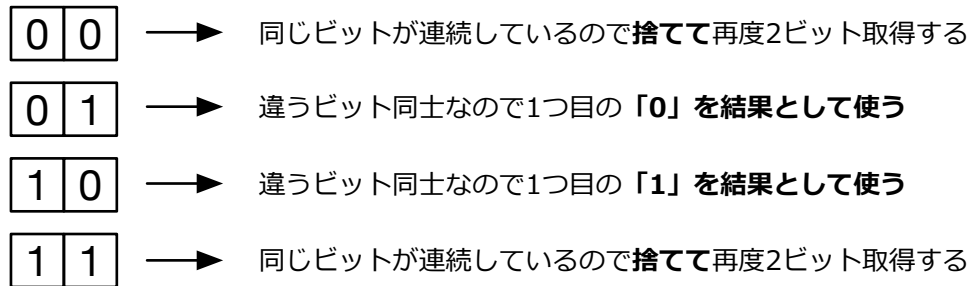 0 0 同じビットが連続しているので捨てて再度2ビット取得する
0 1 違うビット同士なので1つ目の「0」を結果として使う
1 0 違うビット同士なので1つ目の「1」を結果として使う
1 1 同じビットが連続しているので捨てて再度2ビット取得する